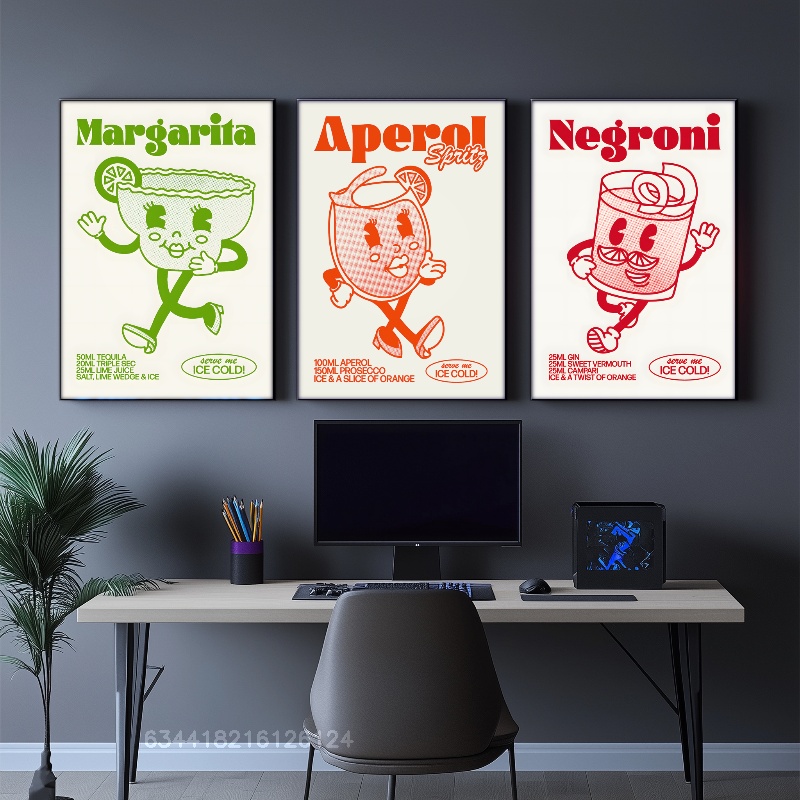 Margarita
50ML TEQUILA
20ML TRIPLE SEC
25ML LIME JUICE
SALT, LIME WEDGE & ICE
serve me
ICE COLD!
Aperol
Spritz
100ML APEROL
150ML PROSECCO
ICE & A SLICE OF ORANGE
serve me
ICE COLD!
Negroni
25ML GIN
25ML SWEET VERMOUTH
25ML CAMPARI
ICE & A TWIST OF ORANGE
serve me
ICE COLD!
634418216126124